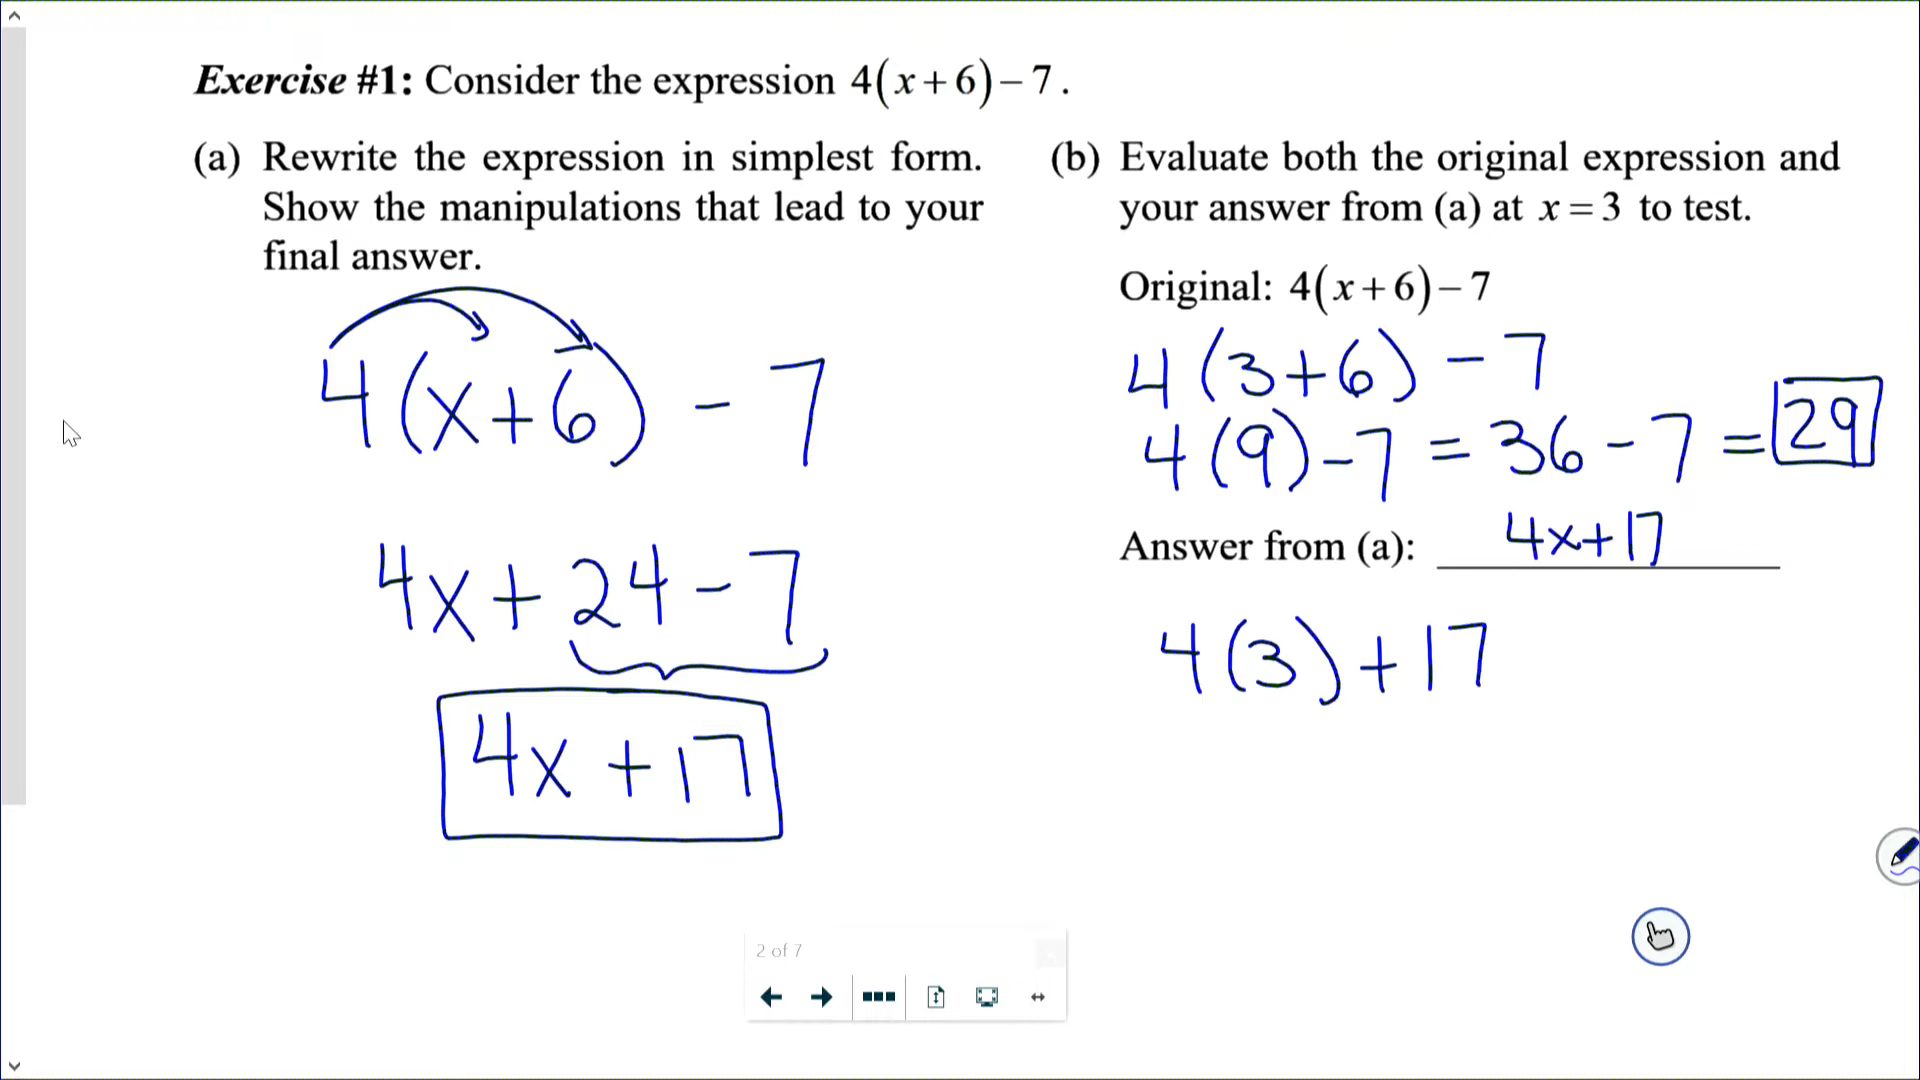 Exercise #1: Consider the expression 4(x+6)−7.
(a) Rewrite the expression in simplest form.
Show the manipulations that lead to your
final answer.
4(x+6) − 7
4x + 24 − 7
4x + 17
(b) Evaluate both the original expression and
your answer from (a) at x=3 to test.
Original: 4(x+6)−7
4(3+6) − 7
4(9)−7 = 36−7 = 29
Answer from (a): 4x+17
4(3)+17
2 of 7